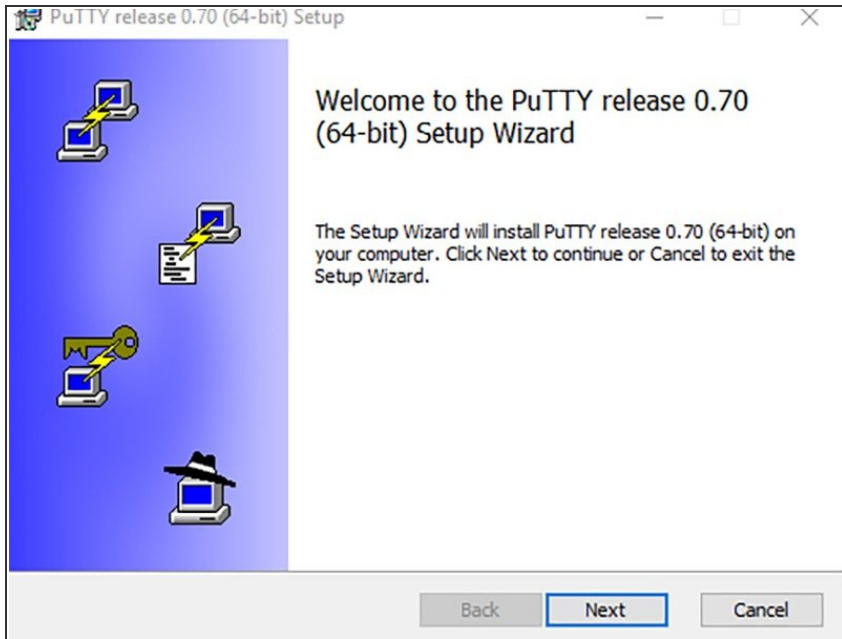 PuTTY release 0.70 (64-bit) Setup
Welcome to the PuTTY release 0.70
(64-bit) Setup Wizard
The Setup Wizard will install PuTTY release 0.70 (64-bit) on
your computer. Click Next to continue or Cancel to exit the
Setup Wizard.
Back Next Cancel